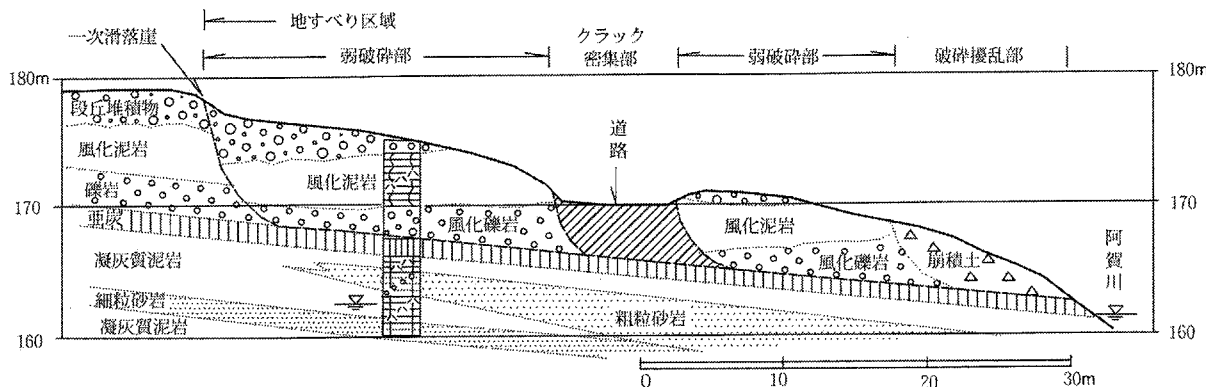 地すべり区域
一次滑落崖
弱破砕部
クラック
密集部
弱破砕部
破砕擾乱部
180m
180m
段丘堆積物
道路
風化泥岩
風化泥岩
風化泥岩
礫岩
170
170
亜炭
風化礫岩
風化礫岩
崩積土
阿賀川
凝灰質泥岩
細粒砂岩
粗粒砂岩
凝灰質泥岩
160
160
0 10 20 30m